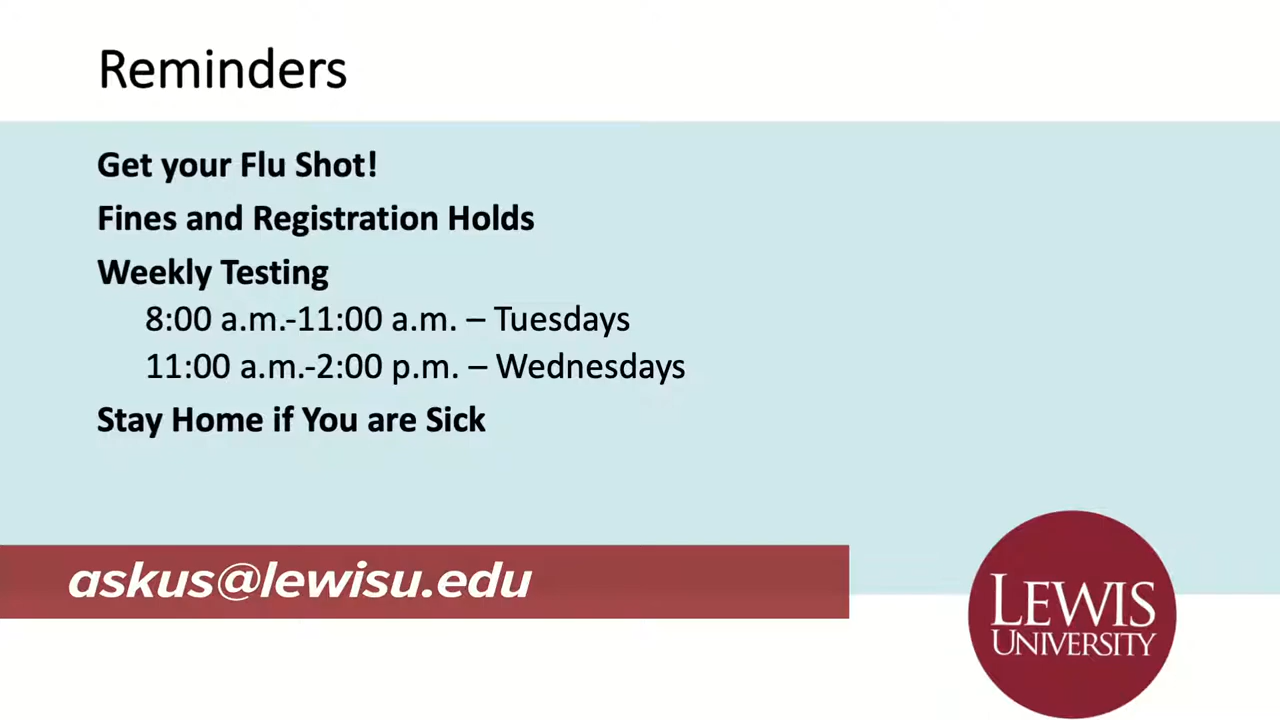 Reminders
Get your Flu Shot!
Fines and Registration Holds
Weekly Testing
8:00 a.m.-11:00 a.m. – Tuesdays
11:00 a.m.-2:00 p.m. – Wednesdays
Stay Home if You are Sick
askus@lewisu.edu
LEWIS
UNIVERSITY